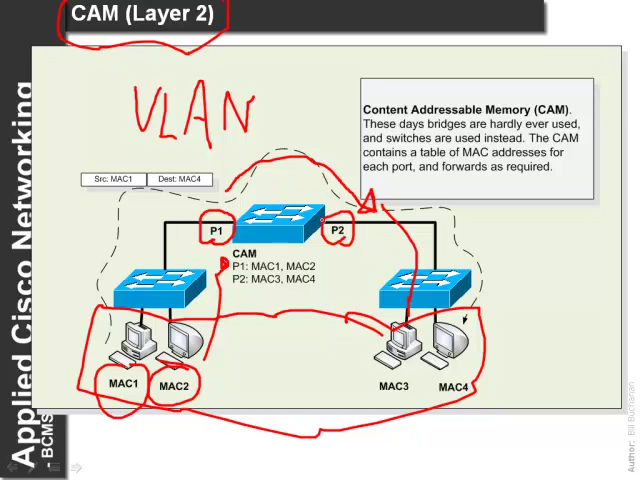 CAM (Layer 2)
VLAN
Content Addressable Memory (CAM).
These days bridges are hardly ever used,
and switches are used instead. The CAM
contains a table of MAC addresses for
each port, and forwards as required.
Src: MAC1 Dest: MAC4
P1
P2
CAM
P1: MAC1, MAC2
P2: MAC3, MAC4
MAC1
MAC2
MAC3
MAC4
Applied Cisco Networking
BCMS
Author: Bill Buchanan